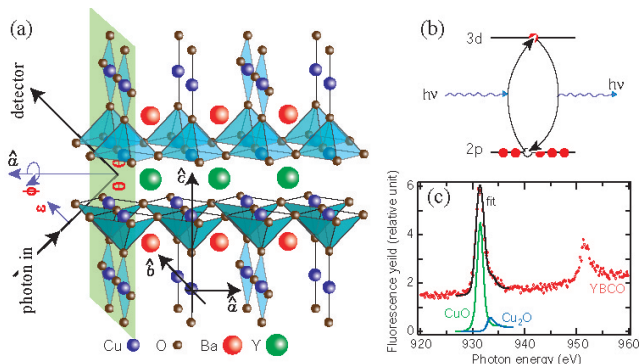 (a)
detector
â
ϕ
ε
θ
θ
photon in
ĉ
b̂
â
Cu O Ba Y
(b)
3d
hν hν
2p
(c)
Fluorescence yeild (relative unit)
6
4
2
0
fit
CuO
Cu₂O
YBCO
920 930 940 950 960
Photon energy (eV)